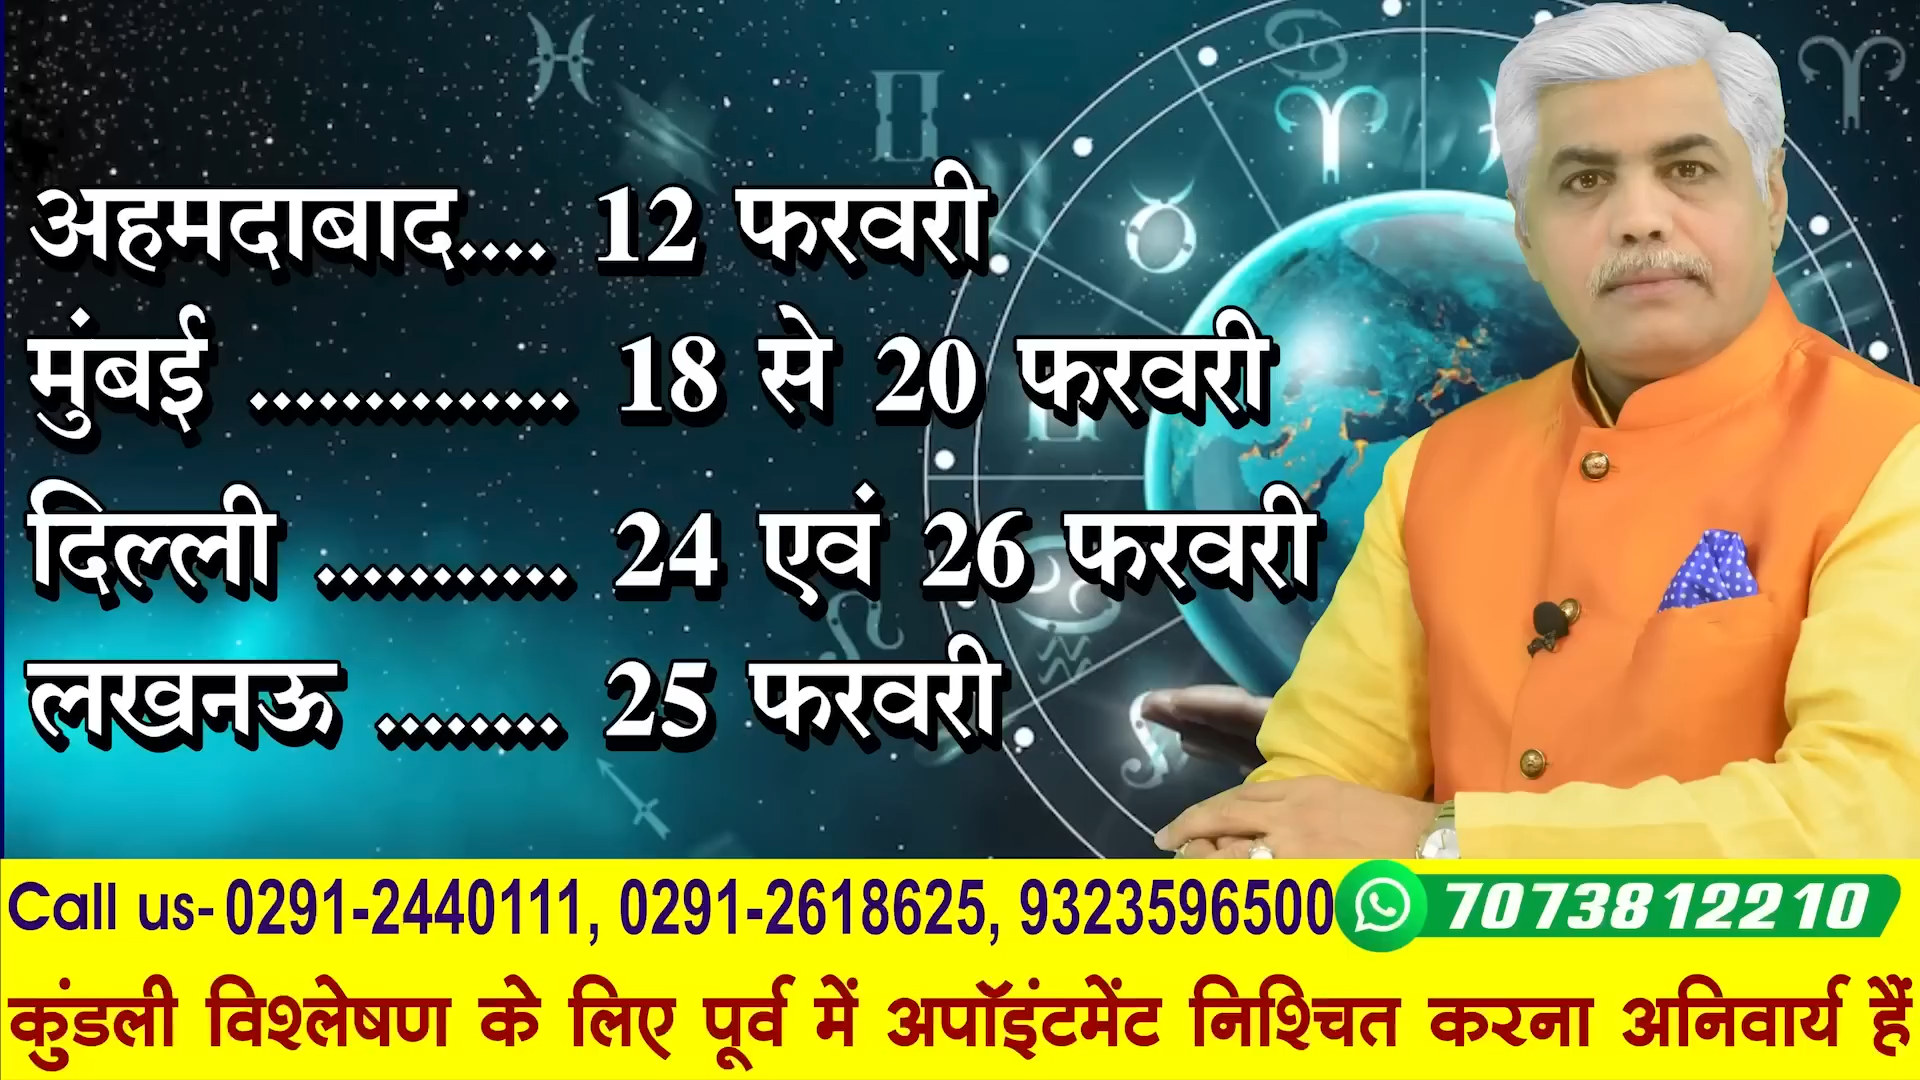 अहमदाबाद.... 12 फरवरी
मुंबई .............. 18 से 20 फरवरी
दिल्ली ........... 24 एवं 26 फरवरी
लखनऊ ........ 25 फरवरी
Call us- 0291-2440111, 0291-2618625, 9323596500 7073812210
कुंडली विश्लेषण के लिए पूर्व में अपॉइंटमेंट निश्चित करना अनिवार्य हैं